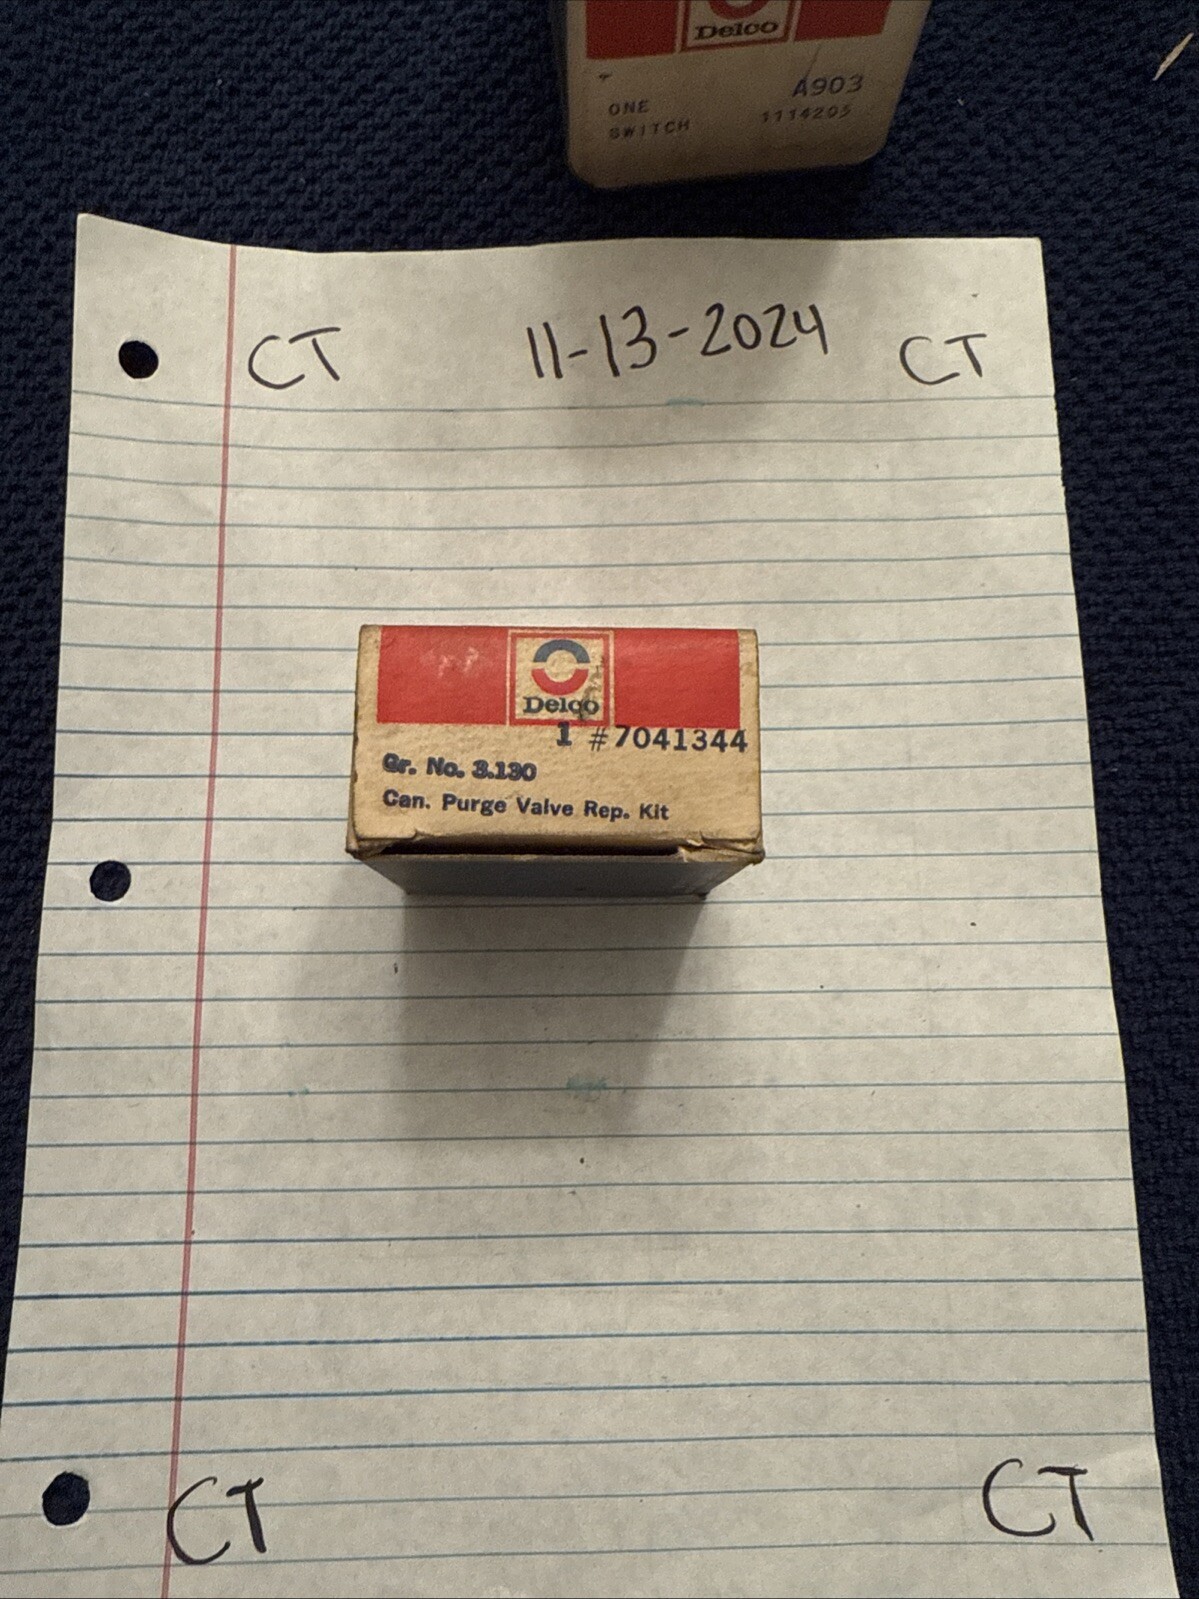 Delco
A903
ONE
SWITCH 1114205
CT 11-13-2024 CT
Delco
1 #7041344
Gr. No. 3.130
Can. Purge Valve Rep. Kit
CT CT